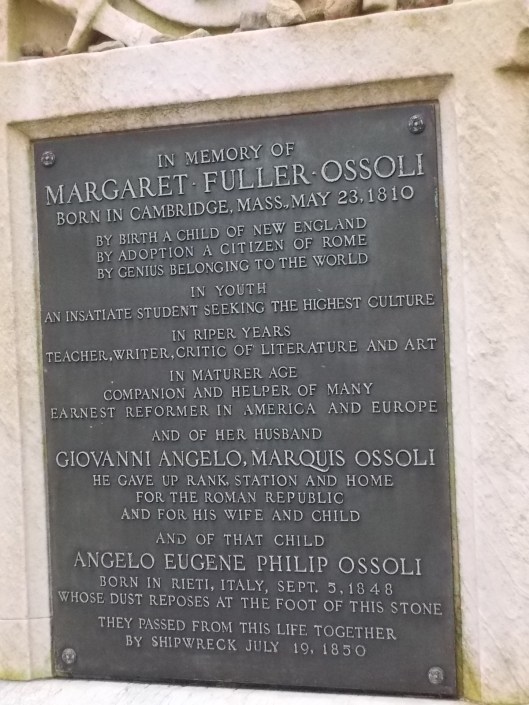 IN MEMORY OF
MARGARET · FULLER · OSSOLI
BORN IN CAMBRIDGE, MASS., MAY 23, 1810
BY BIRTH A CHILD OF NEW ENGLAND
BY ADOPTION A CITIZEN OF ROME
BY GENIUS BELONGING TO THE WORLD
IN YOUTH
AN INSATIATE STUDENT SEEKING THE HIGHEST CULTURE
IN RIPER YEARS
TEACHER, WRITER, CRITIC OF LITERATURE AND ART
IN MATURER AGE
COMPANION AND HELPER OF MANY
EARNEST REFORMER IN AMERICA AND EUROPE
AND OF HER HUSBAND
GIOVANNI ANGELO, MARQUIS OSSOLI
HE GAVE UP RANK, STATION AND HOME
FOR THE ROMAN REPUBLIC
AND FOR HIS WIFE AND CHILD
AND OF THAT CHILD
ANGELO EUGENE PHILIP OSSOLI
BORN IN RIETI, ITALY, SEPT. 5, 1848
WHOSE DUST REPOSES AT THE FOOT OF THIS STONE
THEY PASSED FROM THIS LIFE TOGETHER
BY SHIPWRECK JULY 19, 1850